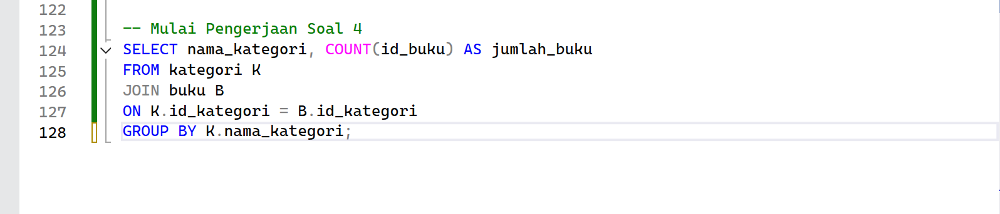 122
123 -- Mulai Pengerjaan Soal 4
124 SELECT nama_kategori, COUNT(id_buku) AS jumlah_buku
125 FROM kategori K
126 JOIN buku B
127 ON K.id_kategori = B.id_kategori
128 GROUP BY K.nama_kategori;